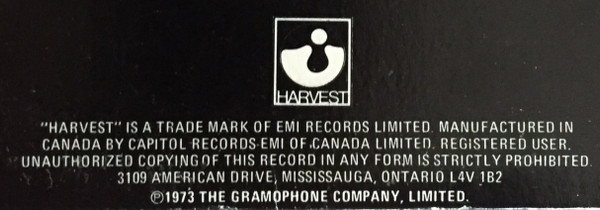 HARVEST
"HARVEST" IS A TRADE MARK OF EMI RECORDS LIMITED. MANUFACTURED IN
CANADA BY CAPITOL RECORDS-EMI OF CANADA LIMITED. REGISTERED USER.
UNAUTHORIZED COPYING OF THIS RECORD IN ANY FORM IS STRICTLY PROHIBITED.
3109 AMERICAN DRIVE, MISSISSAUGA, ONTARIO L4V 1B2
℗1973 THE GRAMOPHONE COMPANY, LIMITED.